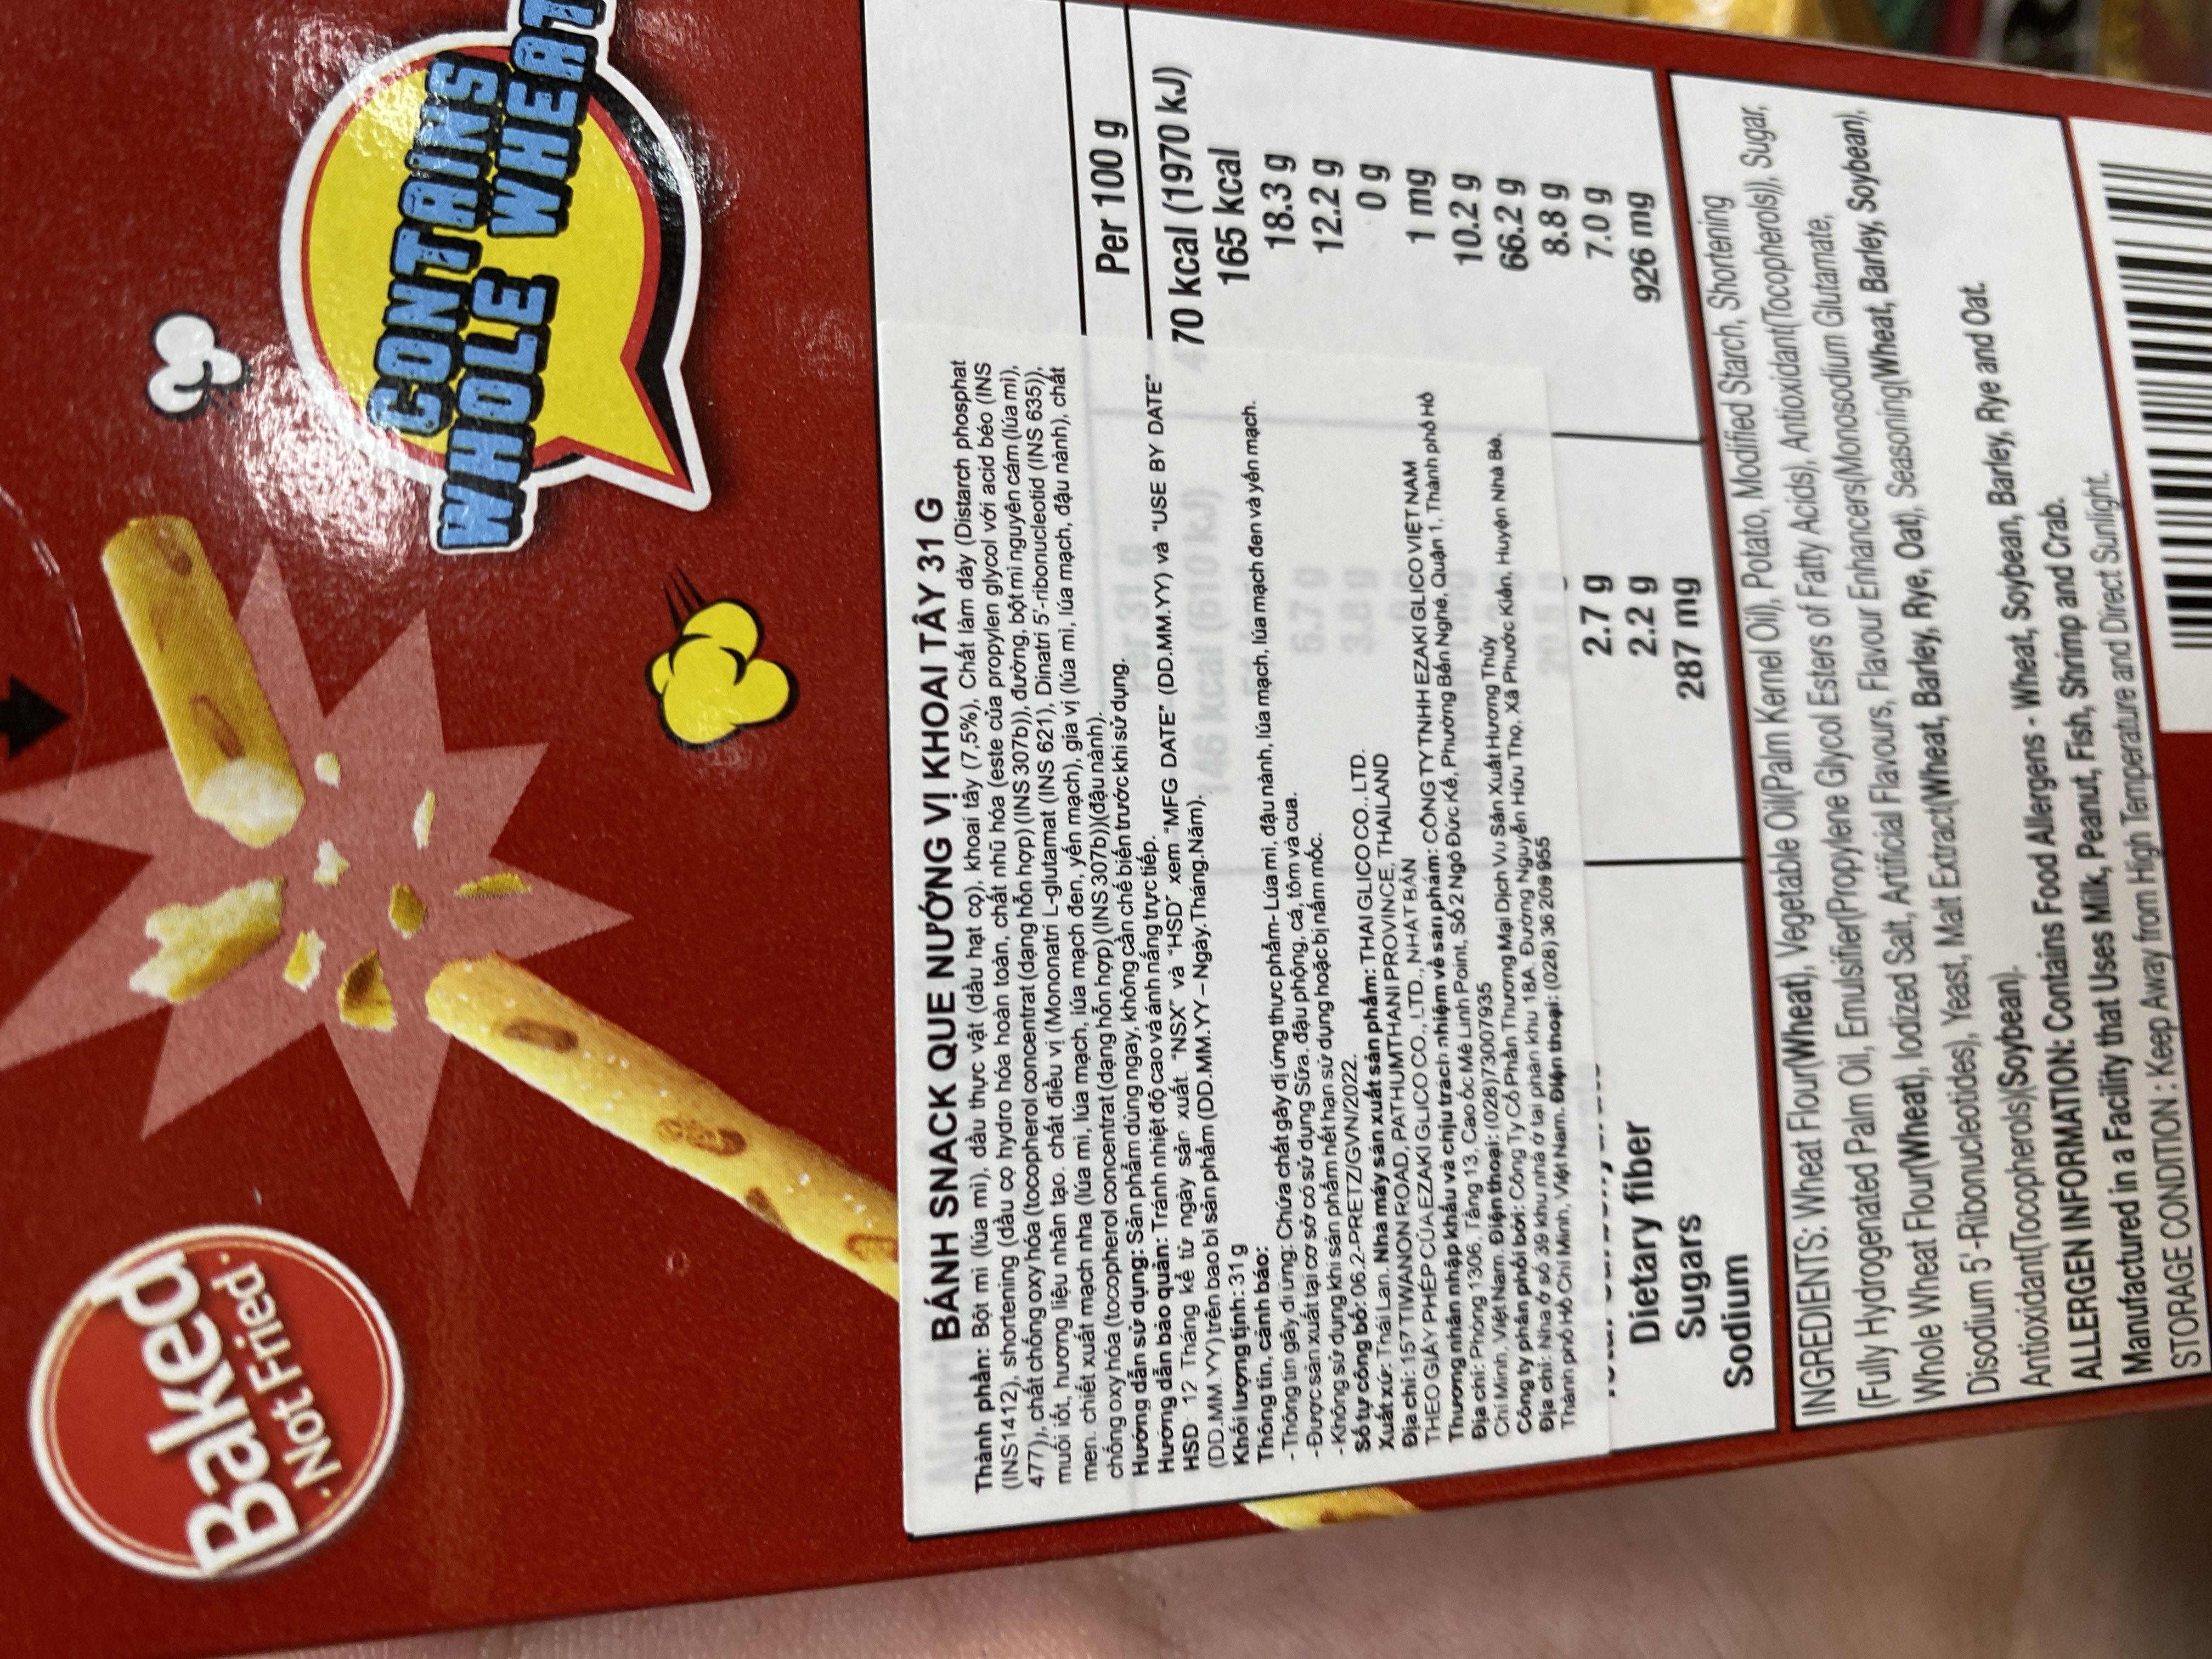 Baked
· Not Fried ·
CONTAINS
WHOLE WHEAT
BÁNH SNACK QUE NƯỚNG VỊ KHOAI TÂY 31 G
Thành phần: Bột mì (lúa mì), dầu thực vật (dầu hạt cọ), khoai tây (7,5%), Chất làm dày (Distarch phosphat
(INS1412), shortening (dầu cọ hydro hóa hoàn toàn, chất nhũ hóa (este của propylen glycol với acid béo (INS
477)), chất chống oxy hóa (tocopherol concentrat (dạng hỗn hợp) (INS 307b)), đường, bột mì nguyên cám (lúa mì),
muối iốt, hương liệu nhân tạo. chất điều vị (Mononatri L-glutamat (INS 621), Dinatri 5'-ribonucleotid (INS 635)),
men. chiết xuất mạch nha (lúa mì, lúa mạch, lúa mạch đen, yến mạch), gia vị (lúa mì, lúa mạch, đậu nành), chất
chống oxy hóa (tocopherol concentrat (dạng hỗn hợp) (INS 307b))(đậu nành).
Hướng dẫn sử dụng: Sản phẩm dùng ngay, không cần chế biến trước khi sử dụng.
Hướng dẫn bảo quản: Tránh nhiệt độ cao và ánh nắng trực tiếp.
HSD: 12 Tháng kể từ ngày sản xuất. "NSX" và "HSD" xem "MFG DATE" (DD.MM.YY) và "USE BY DATE"
(DD.MM.YY) trên bao bì sản phẩm (DD.MM.YY – Ngày.Tháng.Năm).
Khối lượng tịnh: 31 g
Thông tin, cảnh báo:
- Thông tin gây dị ứng: Chứa chất gây dị ứng thực phẩm- Lúa mì, đậu nành, lúa mạch, lúa mạch đen và yến mạch.
- Được sản xuất tại cơ sở có sử dụng Sữa, đậu phộng, cá, tôm và cua.
- Không sử dụng khi sản phẩm hết hạn sử dụng hoặc bị nấm mốc.
Số tự công bố: 06.2-PRETZ/GVN/2022.
Xuất xứ: Thái Lan. Nhà máy sản xuất sản phẩm: THAI GLICO CO., LTD.
Địa chỉ: 157 TIWANON ROAD, PATHUMTHANI PROVINCE, THAILAND
THEO GIẤY PHÉP CỦA EZAKI GLICO CO., LTD., NHẬT BẢN
Thương nhân nhập khẩu và chịu trách nhiệm về sản phẩm: CÔNG TY TNHH EZAKI GLICO VIỆT NAM
Địa chỉ: Phòng 1306, Tầng 13, Cao ốc Mê Linh Point, Số 2 Ngô Đức Kế, Phường Bến Nghé, Quận 1, Thành phố Hồ
Chí Minh, Việt Nam. Điện thoại: (028)73007935
Công ty phân phối bởi: Công Ty Cổ Phần Thương Mại Dịch Vụ Sản Xuất Hương Thủy
Địa chỉ: Nhà ở số 39 khu nhà ở tại phân khu 18A, Đường Nguyễn Hữu Thọ, Xã Phước Kiển, Huyện Nhà Bè,
Thành phố Hồ Chí Minh, Việt Nam. Điện thoại: (028) 36 209 955
Per 100 g
70 kcal (1970 kJ)
165 kcal
18.3 g
12.2 g
0 g
1 mg
10.2 g
66.2 g
Dietary fiber 2.7 g 8.8 g
Sugars 2.2 g 7.0 g
Sodium 287 mg 926 mg
INGREDIENTS: Wheat Flour(Wheat), Vegetable Oil(Palm Kernel Oil), Potato, Modified Starch, Shortening
(Fully Hydrogenated Palm Oil, Emulsifier(Propylene Glycol Esters of Fatty Acids), Antioxidant(Tocopherols)), Sugar,
Whole Wheat Flour(Wheat), Iodized Salt, Artificial Flavours, Flavour Enhancers(Monosodium Glutamate,
Disodium 5'-Ribonucleotides), Yeast, Malt Extract(Wheat, Barley, Rye, Oat), Seasoning(Wheat, Barley, Soybean),
Antioxidant(Tocopherols)(Soybean).
ALLERGEN INFORMATION: Contains Food Allergens - Wheat, Soybean, Barley, Rye and Oat.
Manufactured in a Facility that Uses Milk, Peanut, Fish, Shrimp and Crab.
STORAGE CONDITION : Keep Away from High Temperature and Direct Sunlight.